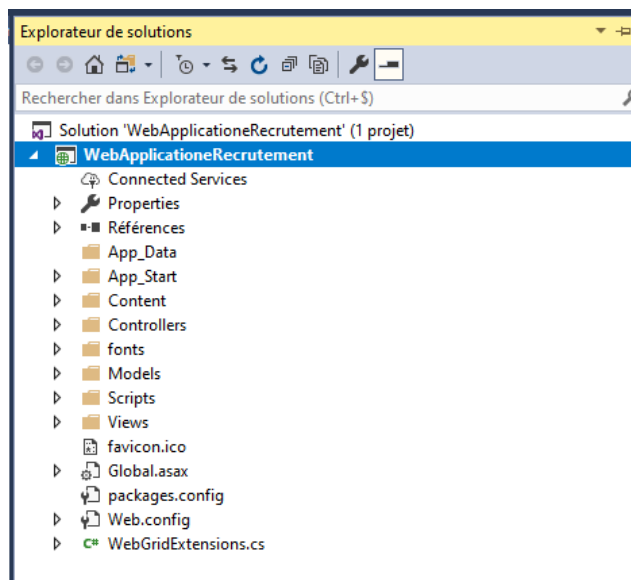 Explorateur de solutions
Rechercher dans Explorateur de solutions (Ctrl+$)
Solution 'WebApplicationeRecrutement' (1 projet)
WebApplicationeRecrutement
Connected Services
Properties
Références
App_Data
App_Start
Content
Controllers
fonts
Models
Scripts
Views
favicon.ico
Global.asax
packages.config
Web.config
C# WebGridExtensions.cs